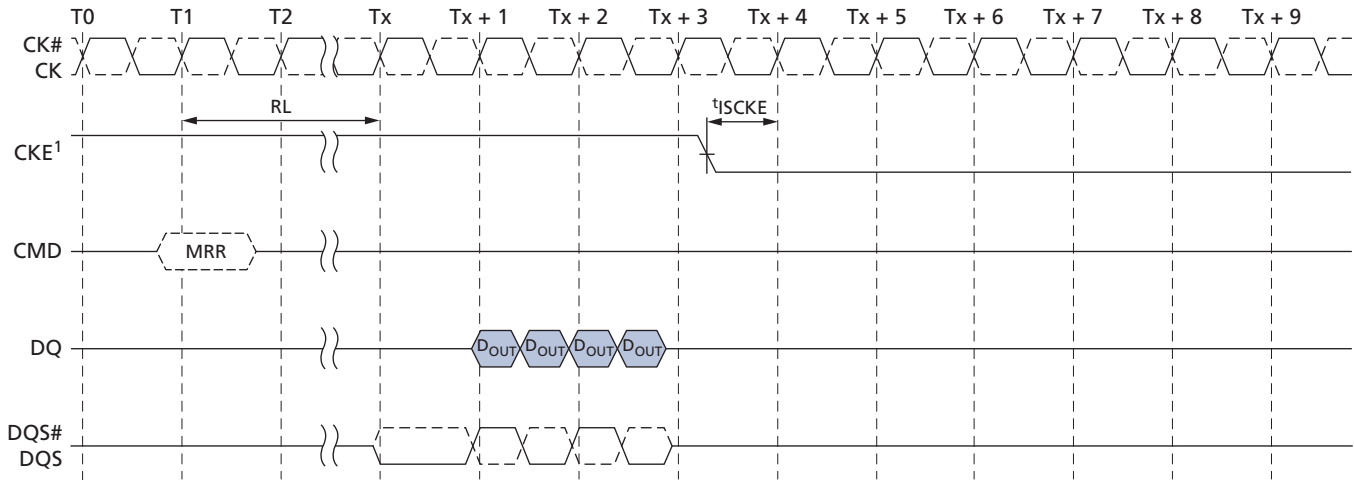 T0 T1 T2 Tx Tx + 1 Tx + 2 Tx + 3 Tx + 4 Tx + 5 Tx + 6 Tx + 7 Tx + 8 Tx + 9
CK#
CK
RL
tISCKE
CKE1
CMD
MRR
DQ
DOUT DOUT DOUT DOUT
DQS#
DQS